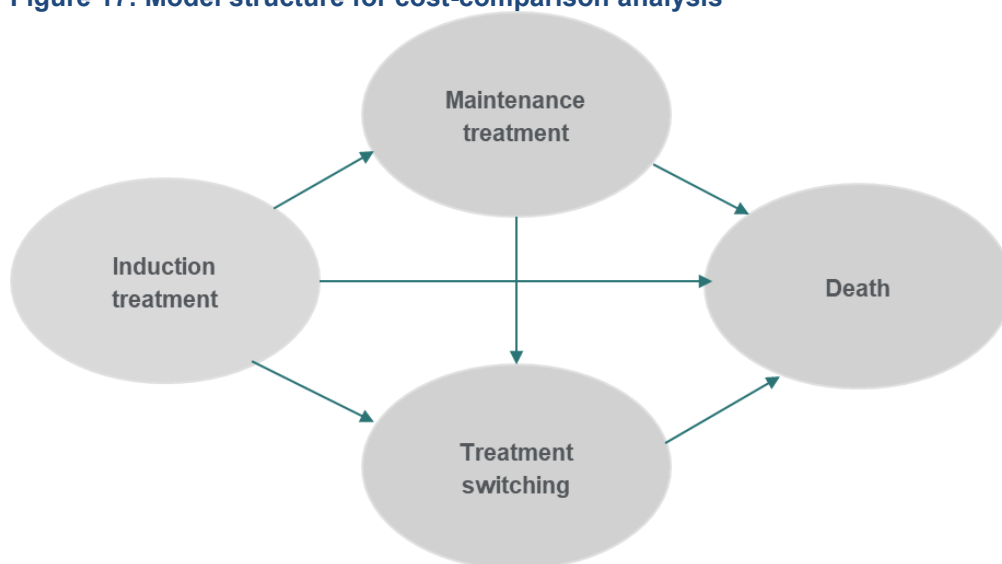 Figure 17: Model structure for cost-comparison analysis
Maintenance
treatment
Induction
treatment
Death
Treatment
switching